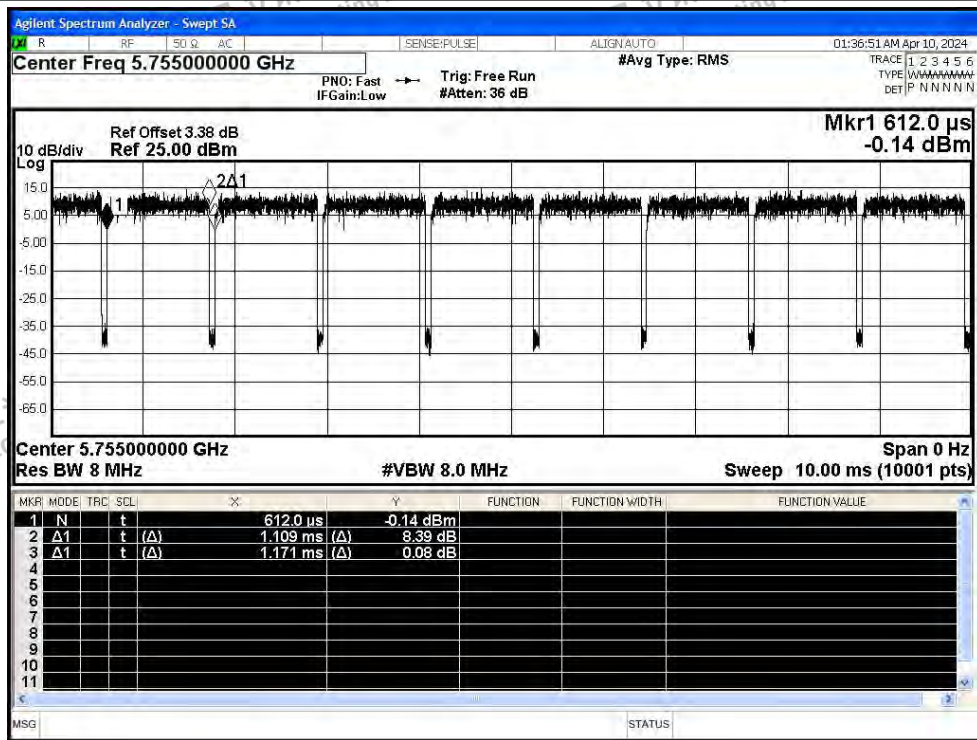 Agilent Spectrum Analyzer - Swept SA
LXI R RF 50 Ω AC SENSE:PULSE ALIGN AUTO 01:36:51 AM Apr 10, 2024
Center Freq 5.755000000 GHz #Avg Type: RMS TRACE 1 2 3 4 5 6
PNO: Fast Trig: Free Run TYPE WWWWWW
IFGain:Low #Atten: 36 dB DET P N N N N N
Mkr1 612.0 µs
Ref Offset 3.38 dB
10 dB/div Ref 25.00 dBm -0.14 dBm
Log
15.0
2Δ1
1
5.00
-5.00
-15.0
-25.0
-35.0
-45.0
-55.0
-65.0
Center 5.755000000 GHz Span 0 Hz
Res BW 8 MHz #VBW 8.0 MHz Sweep 10.00 ms (10001 pts)
MKR MODE TRC SCL X Y FUNCTION FUNCTION WIDTH FUNCTION VALUE
1 N t 612.0 µs -0.14 dBm
2 Δ1 t (Δ) 1.109 ms (Δ) 8.39 dB
3 Δ1 t (Δ) 1.171 ms (Δ) 0.08 dB
4
5
6
7
8
9
10
11
MSG STATUS